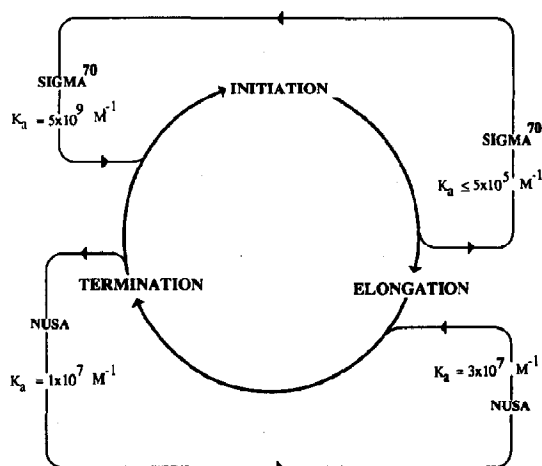 SIGMA⁷⁰
Kₐ = 5x10⁹ M⁻¹
INITIATION
SIGMA⁷⁰
Kₐ ≤ 5x10⁵ M⁻¹
TERMINATION
ELONGATION
NUSA
Kₐ = 1x10⁷ M⁻¹
Kₐ = 3x10⁷ M⁻¹
NUSA